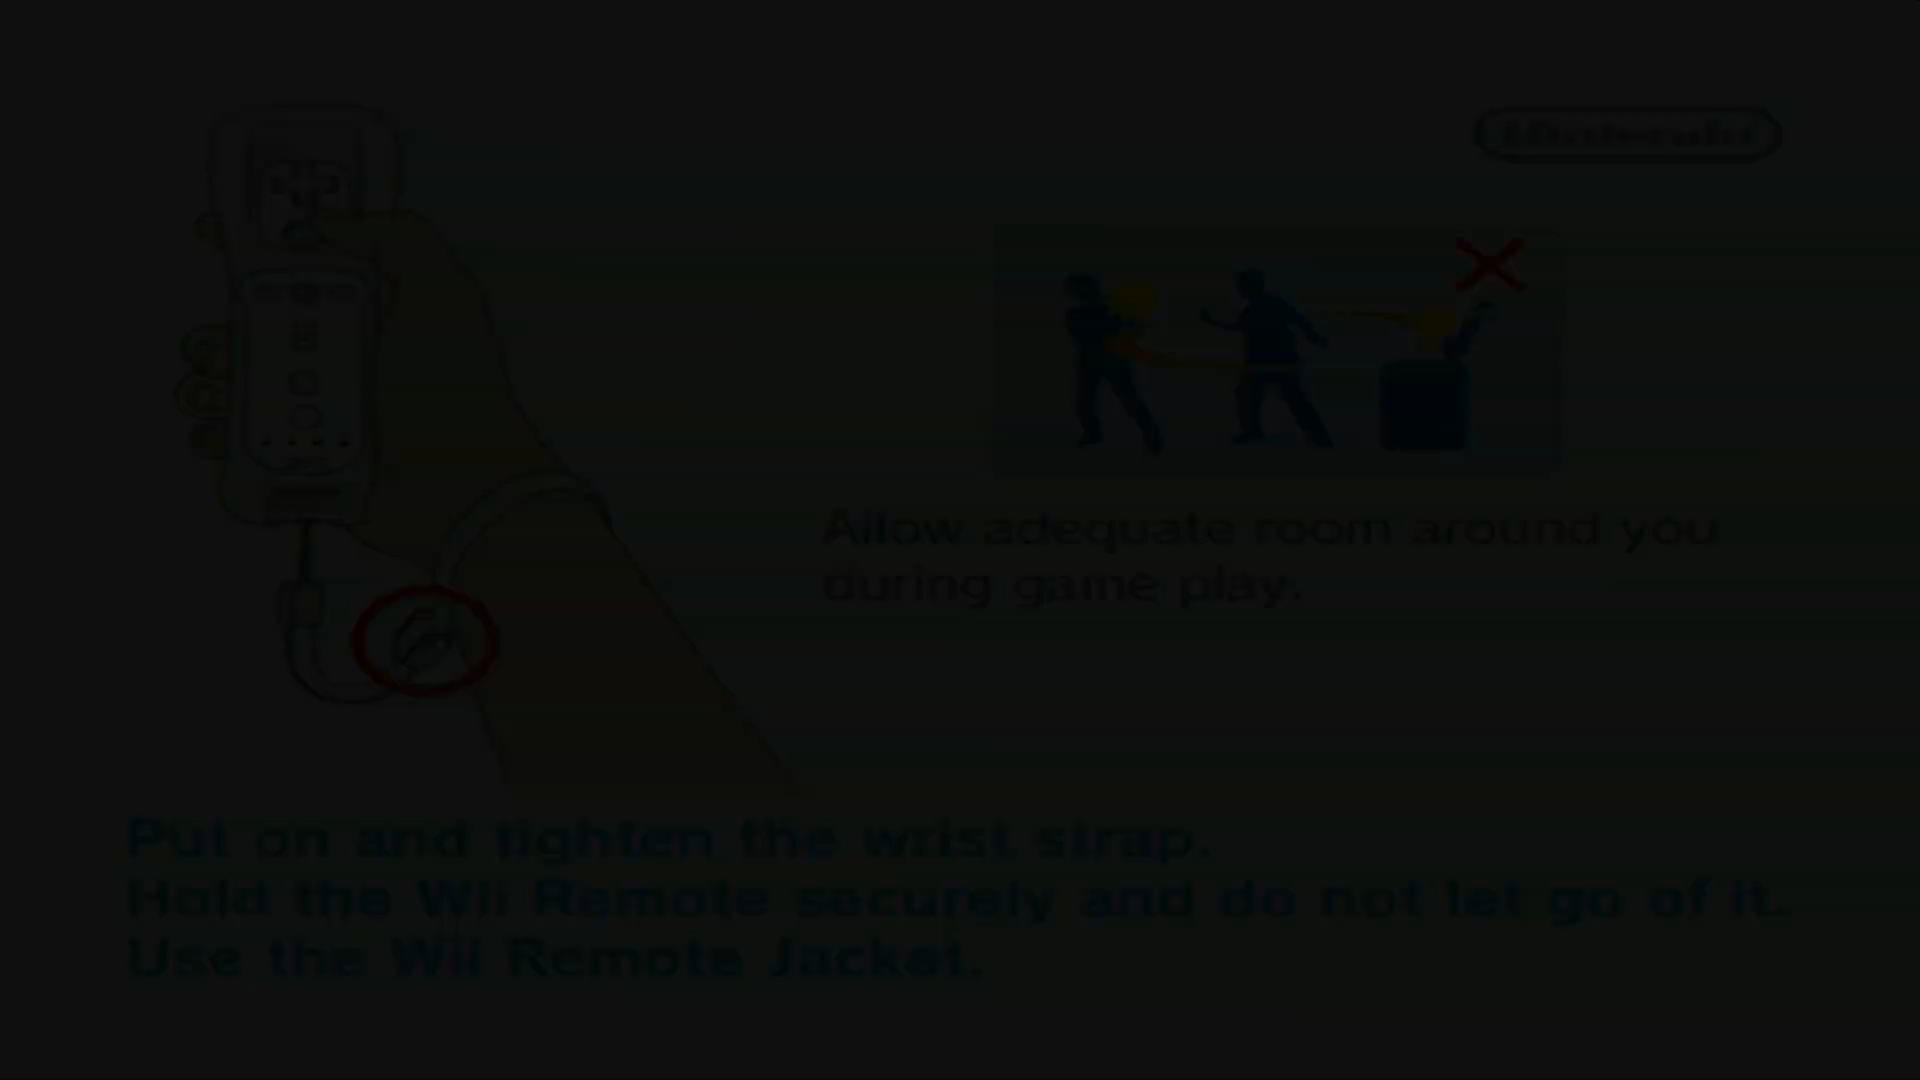 Nintendo
Allow adequate room around you
during game play.
Put on and tighten the wrist strap.
Hold the Wii Remote securely and do not let go of it.
Use the Wii Remote Jacket.